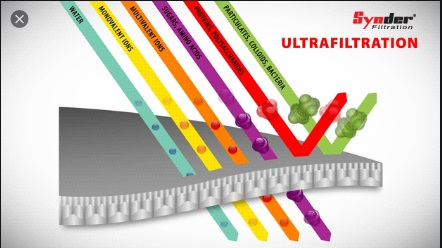 Synder
Filtration
ULTRAFILTRATION
WATER
MONOVALENT IONS
MULTIVALENT IONS
SUGARS, AMINO ACIDS
PROTEINS, POLYSACCHARIDES
PARTICULATES, COLLOIDS, BACTERIA